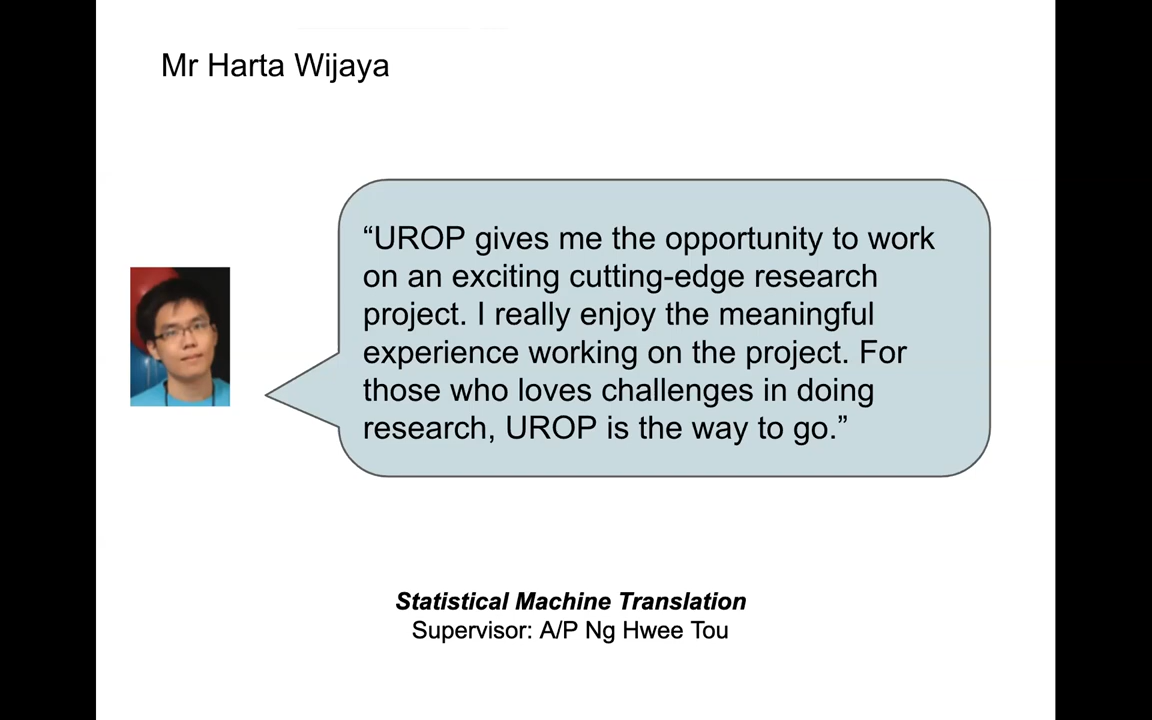 Mr Harta Wijaya
“UROP gives me the opportunity to work
on an exciting cutting-edge research
project. I really enjoy the meaningful
experience working on the project. For
those who loves challenges in doing
research, UROP is the way to go.”
Statistical Machine Translation
Supervisor: A/P Ng Hwee Tou